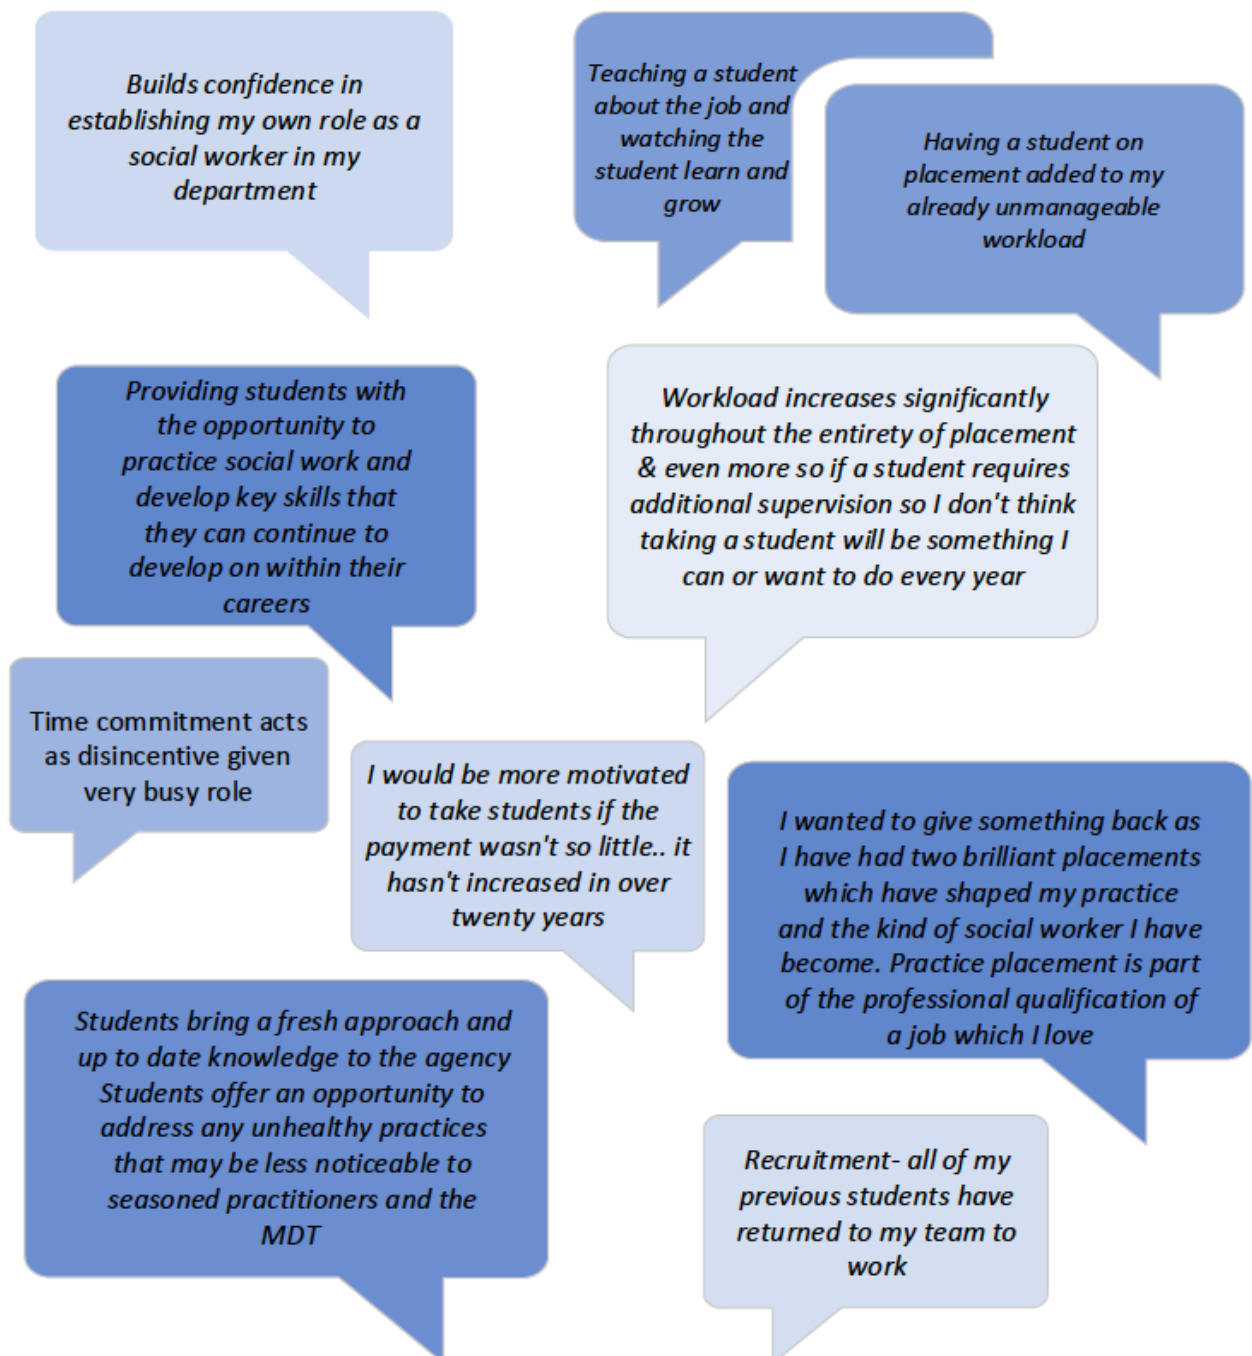 Builds confidence in
establishing my own role as a
social worker in my
department
Teaching a student
about the job and
watching the
student learn and
grow
Having a student on
placement added to my
already unmanageable
workload
Providing students with
the opportunity to
practice social work and
develop key skills that
they can continue to
develop on within their
careers
Workload increases significantly
throughout the entirety of placement
& even more so if a student requires
additional supervision so I don't think
taking a student will be something I
can or want to do every year
Time commitment acts
as disincentive given
very busy role
I would be more motivated
to take students if the
payment wasn't so little.. it
hasn't increased in over
twenty years
I wanted to give something back as
I have had two brilliant placements
which have shaped my practice
and the kind of social worker I have
become. Practice placement is part
of the professional qualification of
a job which I love
Students bring a fresh approach and
up to date knowledge to the agency
Students offer an opportunity to
address any unhealthy practices
that may be less noticeable to
seasoned practitioners and the
MDT
Recruitment- all of my
previous students have
returned to my team to
work